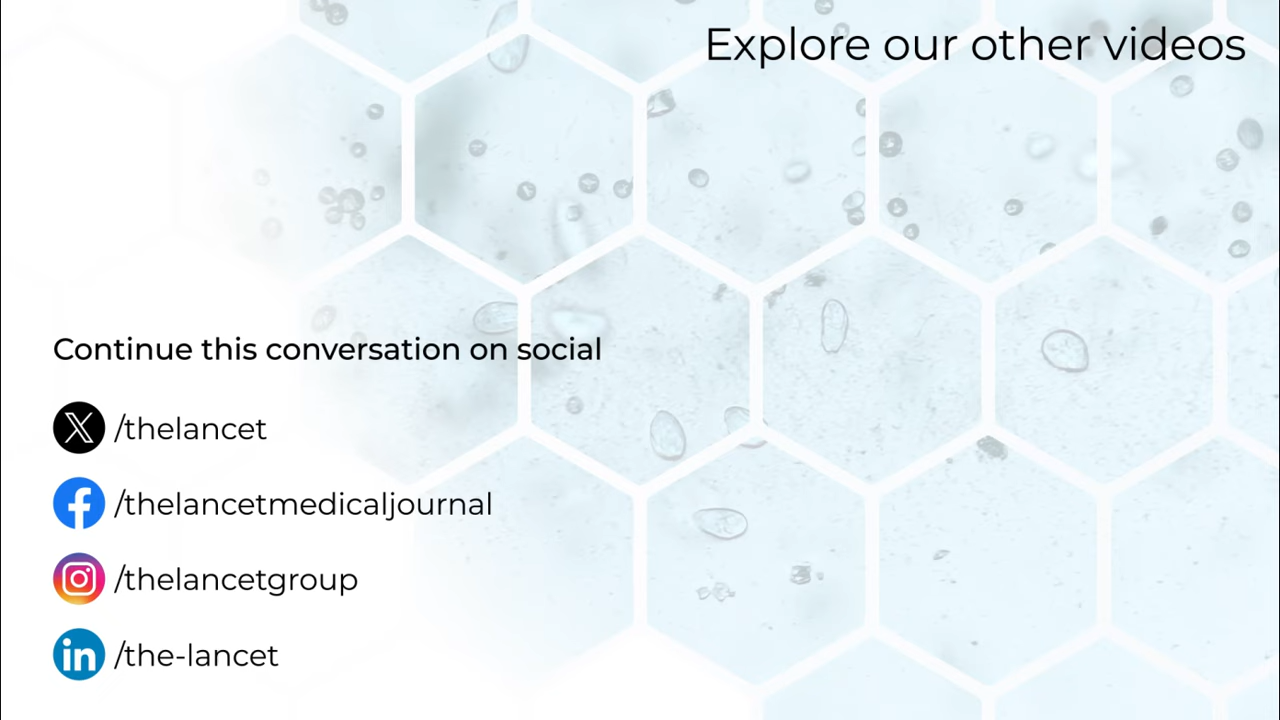 Explore our other videos
Continue this conversation on social
/thelancet
/thelancetmedicaljournal
/thelancetgroup
/the-lancet